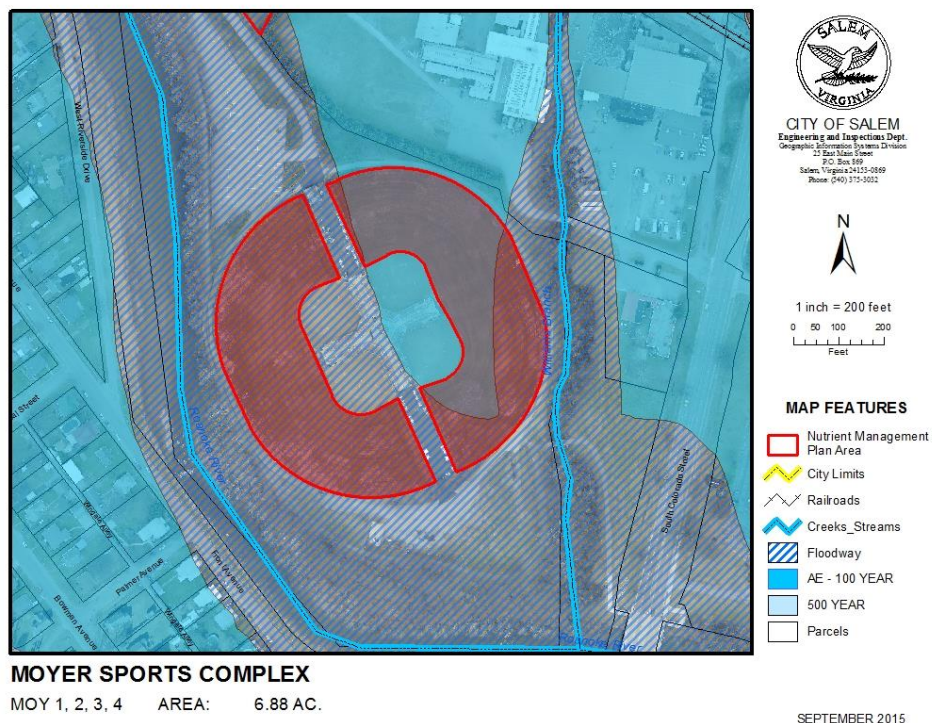 SALEM
VIRGINIA
CITY OF SALEM
Engineering and Inspections Dept.
Geographic Information Systems Division
25 East Main Street
P.O. Box 869
Salem, Virginia 24153-0869
Phone: (540) 375-3032
N
1 inch = 200 feet
0 50 100 200
Feet
MAP FEATURES
Nutrient Management
Plan Area
City Limits
Railroads
Creeks_Streams
Floodway
AE - 100 YEAR
500 YEAR
Parcels
West Riverside Drive
Roanoke River
South Colorado Street
Front Avenue
Palmer Avenue
Bowman Avenue
Roanoke River
MOYER SPORTS COMPLEX
MOY 1, 2, 3, 4 AREA: 6.88 AC.
SEPTEMBER 2015